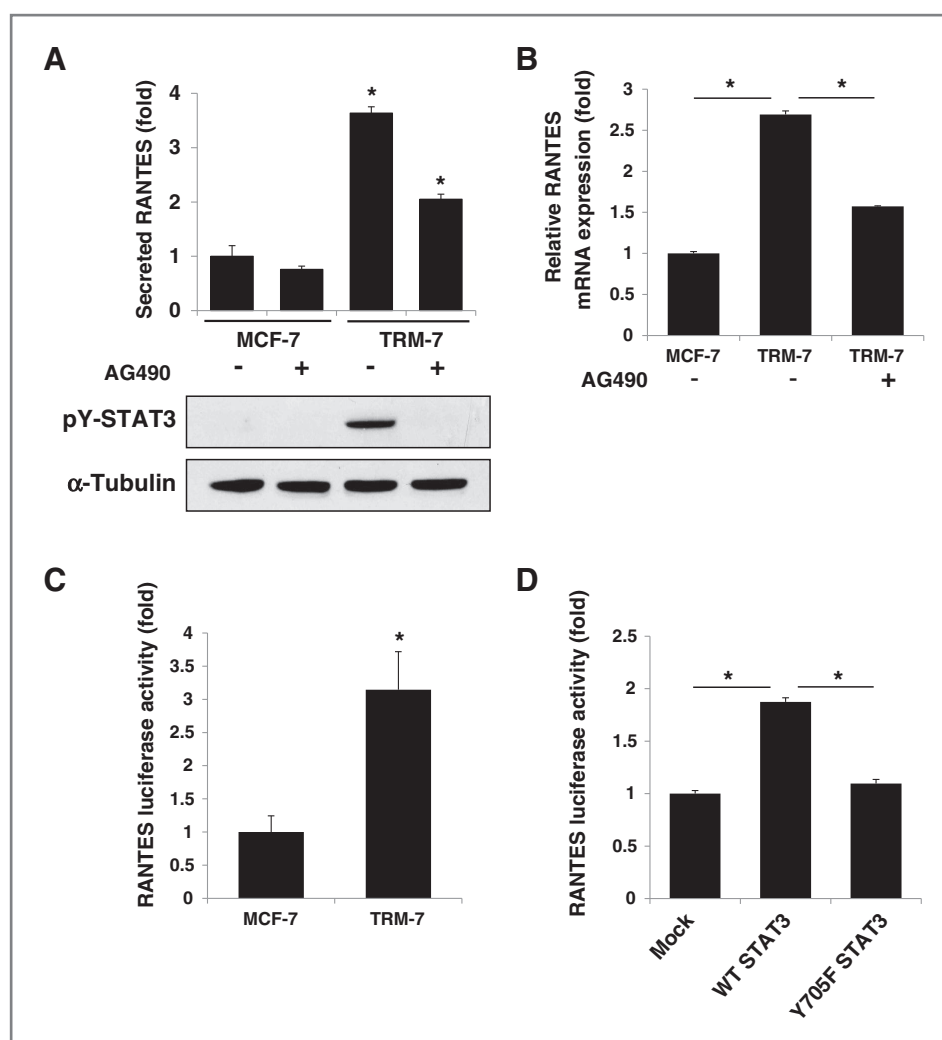 A
Secreted RANTES (fold)
4
3
2
1
0
*
*
MCF-7 TRM-7
AG490 - + - +
pY-STAT3
α-Tubulin
B
Relative RANTES
mRNA expression (fold)
3
2.5
2
1.5
1
0.5
0
* *
MCF-7 TRM-7 TRM-7
AG490 - - +
C
RANTES luciferase activity (fold)
4
3.5
3
2.5
2
1.5
1
0.5
0
*
MCF-7 TRM-7
D
RANTES luciferase activity (fold)
2.5
2
1.5
1
0.5
0
* *
Mock
WT STAT3
Y705F STAT3